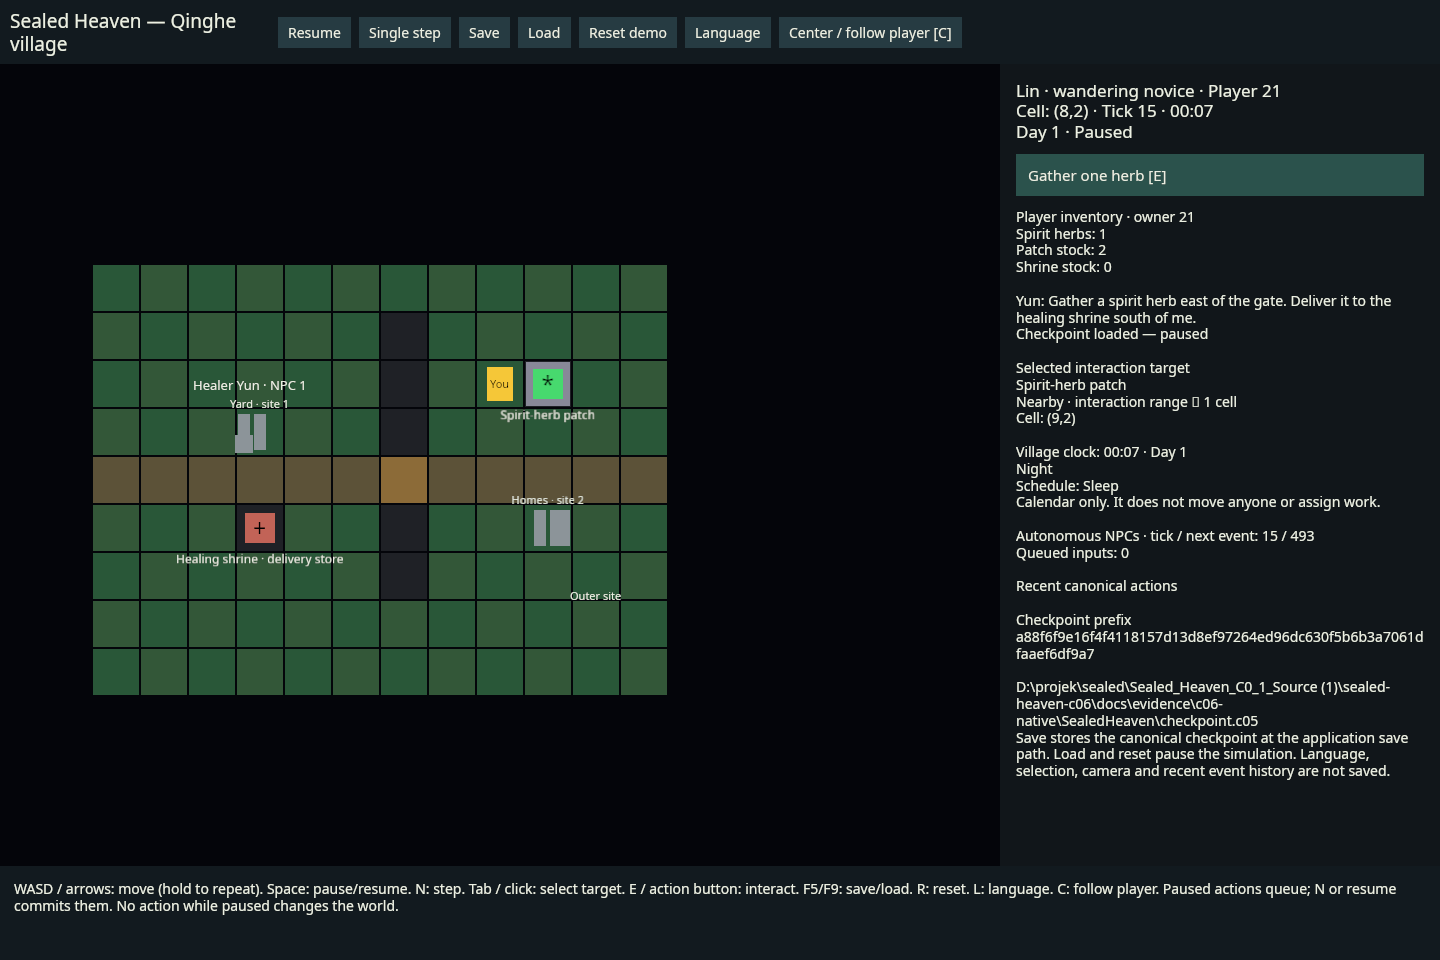 Sealed Heaven — Qinghe
village
Resume
Single step
Save
Load
Reset demo
Language
Center / follow player [C]
Lin · wandering novice · Player 21
Cell: (8,2) · Tick 15 · 00:07
Day 1 · Paused
Gather one herb [E]
Player inventory · owner 21
Spirit herbs: 1
Patch stock: 2
Shrine stock: 0
Yun: Gather a spirit herb east of the gate. Deliver it to the
healing shrine south of me.
Checkpoint loaded — paused
Selected interaction target
Spirit-herb patch
Nearby · interaction range ▯ 1 cell
Cell: (9,2)
Village clock: 00:07 · Day 1
Night
Schedule: Sleep
Calendar only. It does not move anyone or assign work.
Autonomous NPCs · tick / next event: 15 / 493
Queued inputs: 0
Recent canonical actions
Checkpoint prefix
a88f6f9e16f4f4118157d13d8ef97264ed96dc630f5b6b3a7061d
faaef6df9a7
D:\projek\sealed\Sealed_Heaven_C0_1_Source (1)\sealed-
heaven-c06\docs\evidence\c06-
native\SealedHeaven\checkpoint.c05
Save stores the canonical checkpoint at the application save
path. Load and reset pause the simulation. Language,
selection, camera and recent event history are not saved.
You
*
Spirit-herb patch
Healer Yun · NPC 1
Yard · site 1
Homes · site 2
+
Healing shrine · delivery store
Outer site
WASD / arrows: move (hold to repeat). Space: pause/resume. N: step. Tab / click: select target. E / action button: interact. F5/F9: save/load. R: reset. L: language. C: follow player. Paused actions queue; N or resume
commits them. No action while paused changes the world.